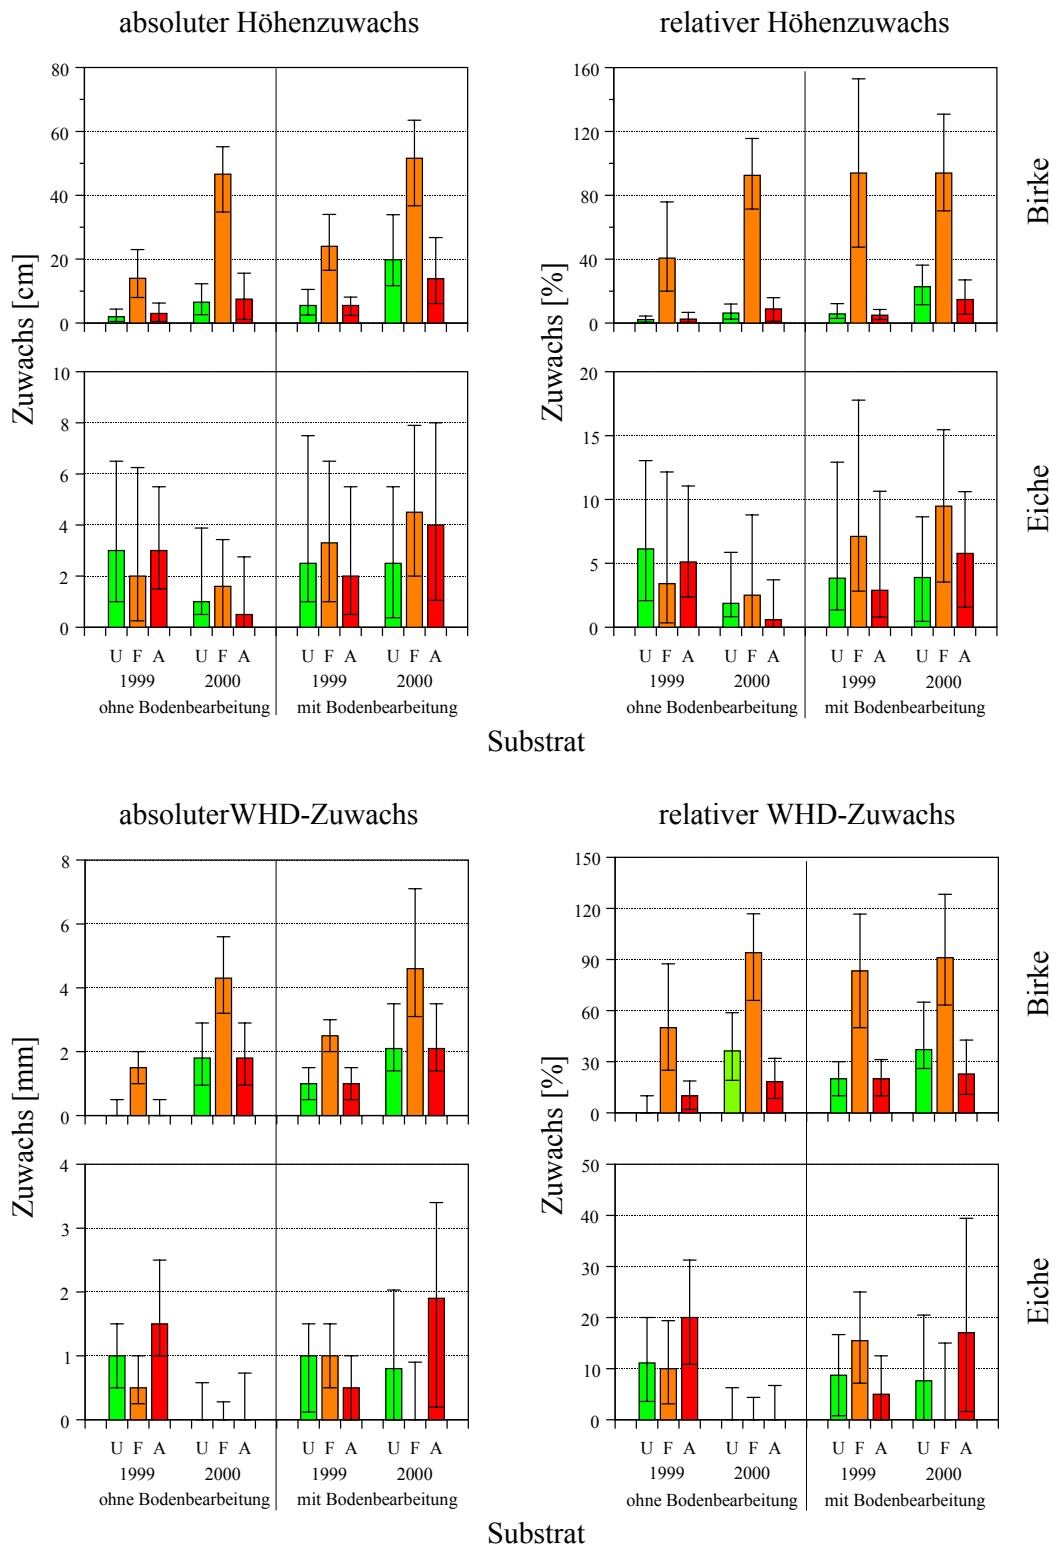 absoluter Höhenzuwachs
relativer Höhenzuwachs
80
60
40
20
0
160
120
80
40
0
Birke
Zuwachs [cm]
Zuwachs [%]
10
8
6
4
2
0
20
15
10
5
0
Eiche
U F A U F A U F A U F A
1999 2000 1999 2000
ohne Bodenbearbeitung mit Bodenbearbeitung
U F A U F A U F A U F A
1999 2000 1999 2000
ohne Bodenbearbeitung mit Bodenbearbeitung
Substrat
absoluterWHD-Zuwachs
relativer WHD-Zuwachs
8
6
4
2
0
150
120
90
60
30
0
Birke
Zuwachs [mm]
Zuwachs [%]
4
3
2
1
0
50
40
30
20
10
0
Eiche
U F A U F A U F A U F A
1999 2000 1999 2000
ohne Bodenbearbeitung mit Bodenbearbeitung
U F A U F A U F A U F A
1999 2000 1999 2000
ohne Bodenbearbeitung mit Bodenbearbeitung
Substrat